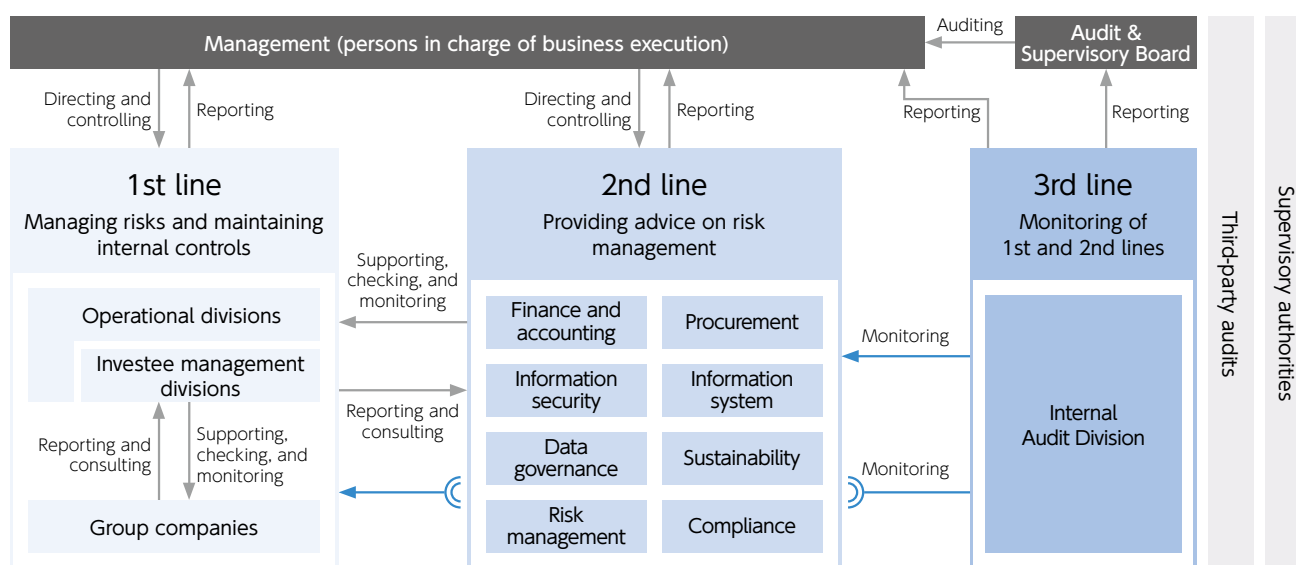 Management (persons in charge of business execution)
Auditing
Audit &
Supervisory Board
Directing and
controlling
Reporting
Directing and
controlling
Reporting
Reporting
Reporting
1st line
Managing risks and maintaining
internal controls
Operational divisions
Investee management
divisions
Reporting and
consulting
Supporting,
checking, and
monitoring
Group companies
Supporting,
checking, and
monitoring
Reporting and
consulting
2nd line
Providing advice on risk
management
Finance and
accounting
Procurement
Information
security
Information
system
Data
governance
Sustainability
Risk
management
Compliance
Monitoring
Monitoring
3rd line
Monitoring of
1st and 2nd lines
Internal
Audit Division
Third-party audits
Supervisory authorities